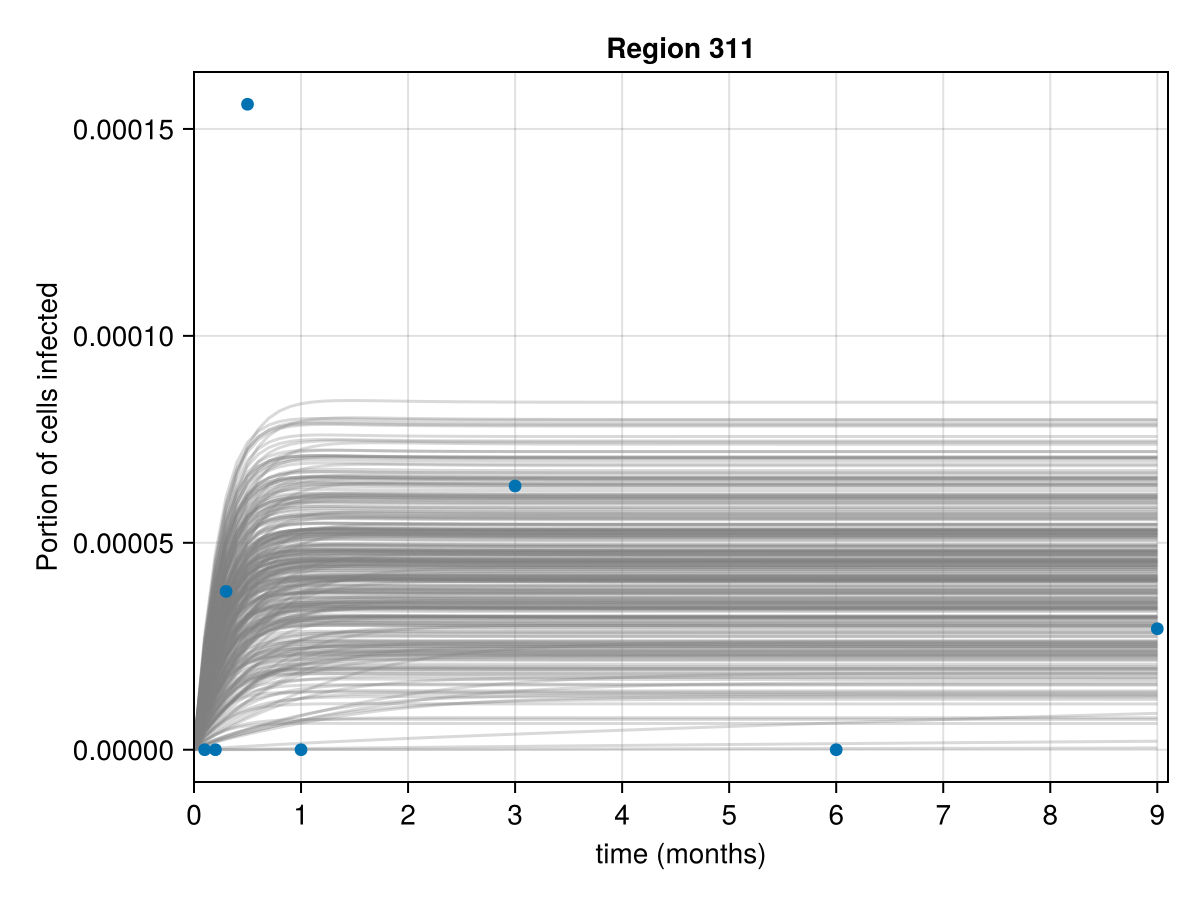 Region 311
0.00015
0.00010
0.00005
0.00000
Portion of cells infected
0 1 2 3 4 5 6 7 8 9
time (months)